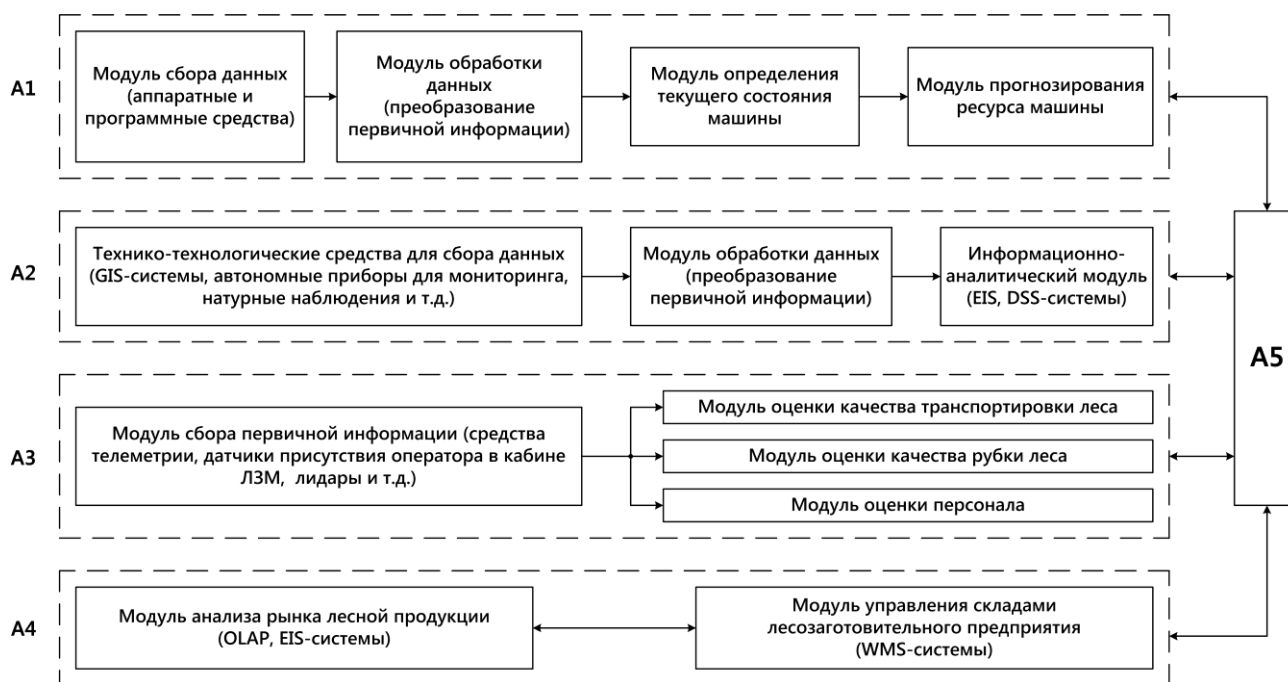 A1
Модуль сбора данных
(аппаратные и
программные средства)
Модуль обработки
данных
(преобразование
первичной информации)
Модуль определения
текущего состояния
машины
Модуль прогнозирования
ресурса машины
A2
Технико-технологические средства для сбора данных
(GIS-системы, автономные приборы для мониторинга,
натурные наблюдения и т.д.)
Модуль обработки данных
(преобразование
первичной информации)
Информационно-
аналитический модуль
(EIS, DSS-системы)
A5
A3
Модуль сбора первичной информации (средства
телеметрии, датчики присутствия оператора в кабине
ЛЗМ, лидары и т.д.)
Модуль оценки качества транспортировки леса
Модуль оценки качества рубки леса
Модуль оценки персонала
A4
Модуль анализа рынка лесной продукции
(OLAP, EIS-системы)
Модуль управления складами
лесозаготовительного предприятия
(WMS-системы)